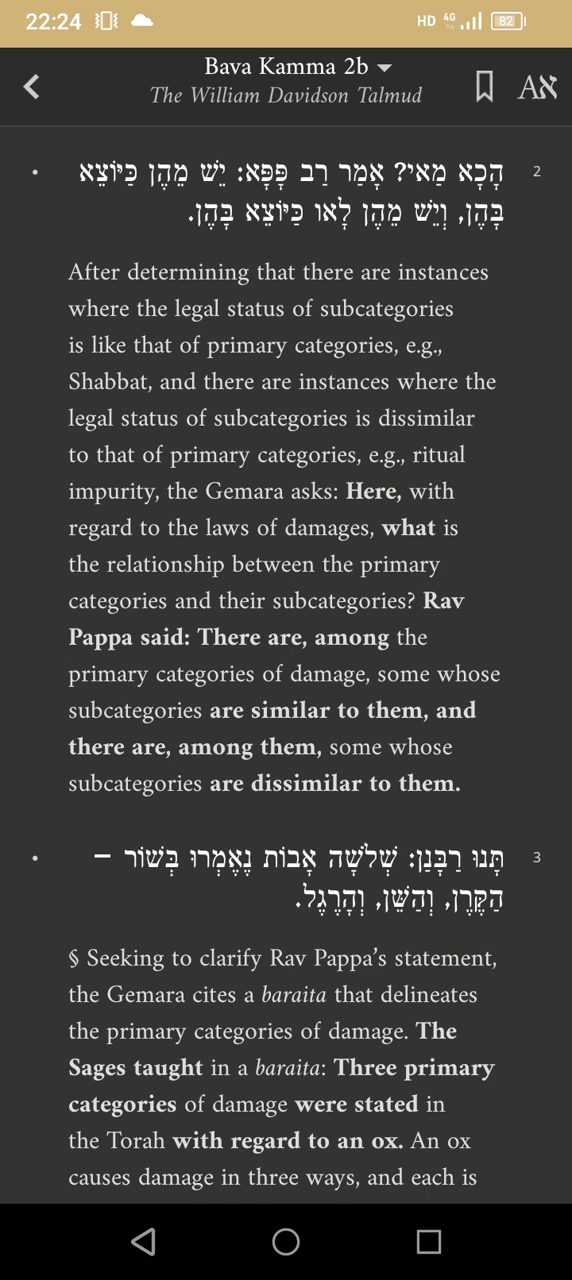 22:24
HD 4G 82
Bava Kamma 2b
The William Davidson Talmud
Aא
2
הָכָא מַאי? אָמַר רַב פָּפָּא: יֵשׁ מֵהֶן כַּיּוֹצֵא
בָּהֶן, וְיֵשׁ מֵהֶן לָאו כַּיּוֹצֵא בָּהֶן.
After determining that there are instances
where the legal status of subcategories
is like that of primary categories, e.g.,
Shabbat, and there are instances where the
legal status of subcategories is dissimilar
to that of primary categories, e.g., ritual
impurity, the Gemara asks: Here, with
regard to the laws of damages, what is
the relationship between the primary
categories and their subcategories? Rav
Pappa said: There are, among the
primary categories of damage, some whose
subcategories are similar to them, and
there are, among them, some whose
subcategories are dissimilar to them.
3
תָּנוּ רַבָּנַן: שְׁלֹשָׁה אָבוֹת נֶאֶמְרוּ בְּשׁוֹר –
הַקֶּרֶן, וְהַשֵּׁן, וְהָרֶגֶל.
§ Seeking to clarify Rav Pappa’s statement,
the Gemara cites a baraita that delineates
the primary categories of damage. The
Sages taught in a baraita: Three primary
categories of damage were stated in
the Torah with regard to an ox. An ox
causes damage in three ways, and each is